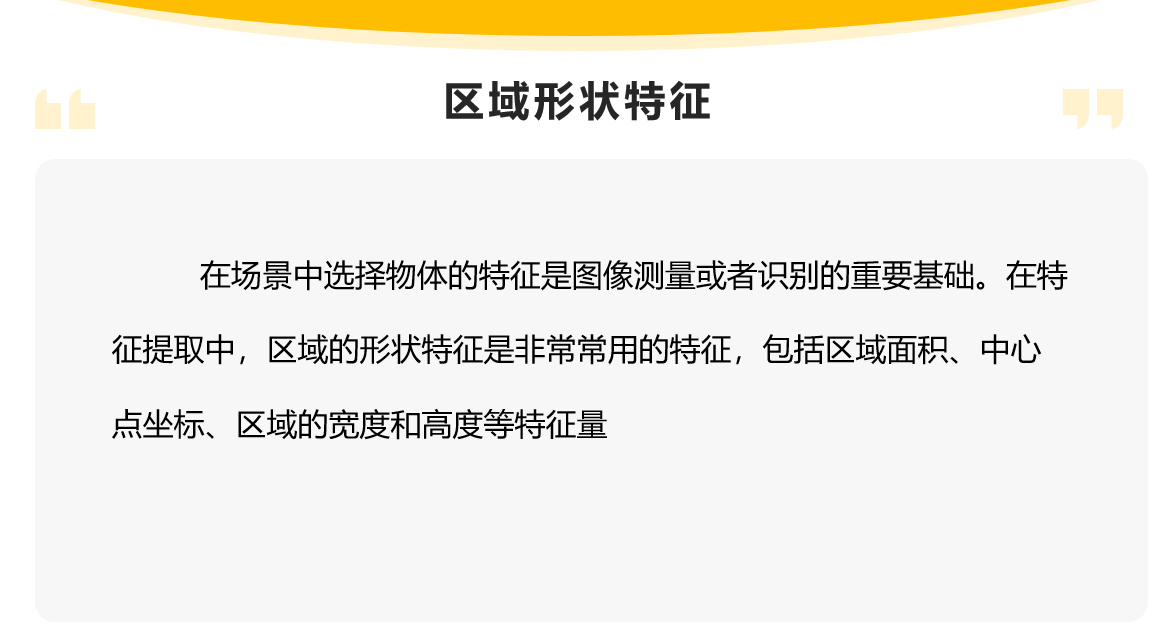 区域形状特征
在场景中选择物体的特征是图像测量或者识别的重要基础。在特
征提取中，区域的形状特征是非常常用的特征，包括区域面积、中心
点坐标、区域的宽度和高度等特征量